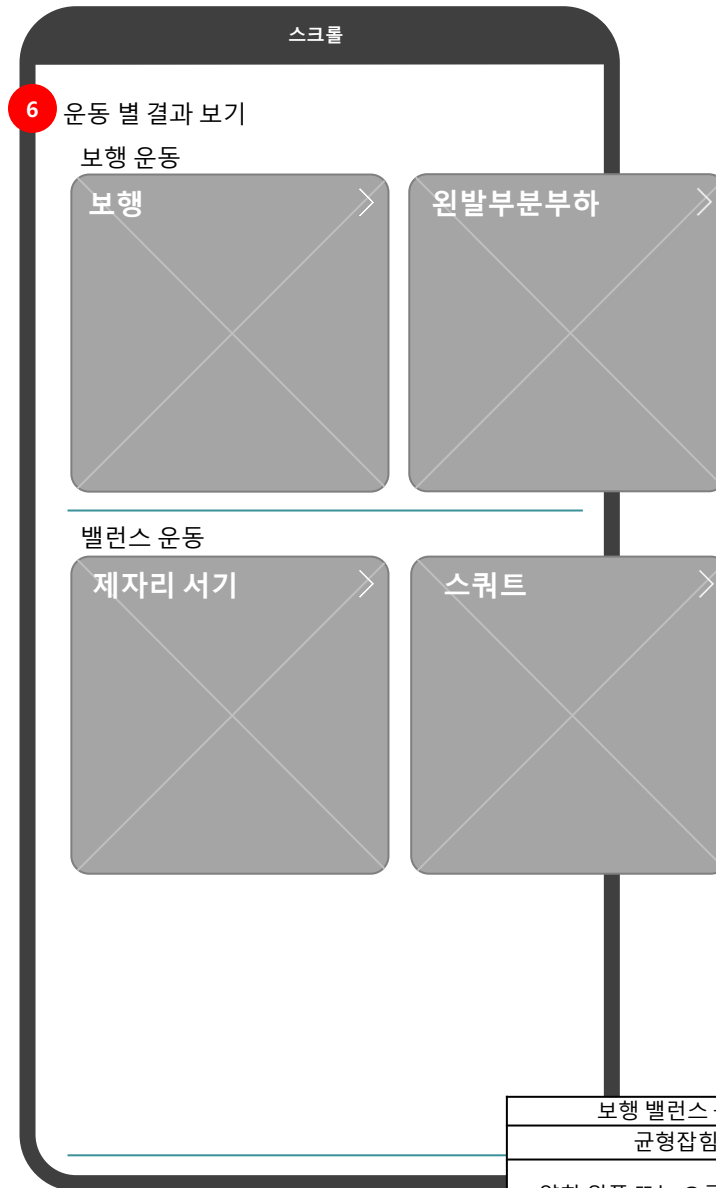 스크롤
6 운동 별 결과 보기
보행 운동
보행
왼발부분부하
밸런스 운동
제자리 서기
스쿼트
보행 밸런스
균형잡힘